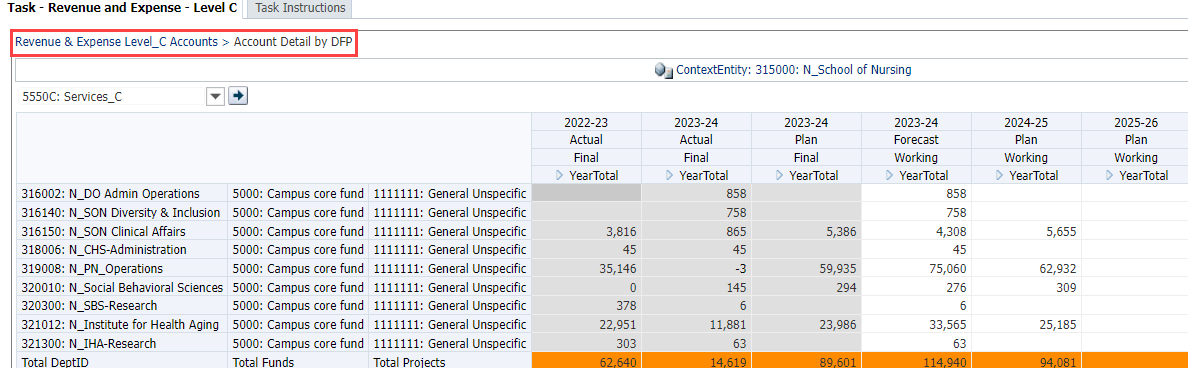 Task - Revenue and Expense - Level C Task Instructions
Revenue & Expense Level_C Accounts > Account Detail by DFP
ContextEntity: 315000: N_School of Nursing
5550C: Services_C
2022-23 2023-24 2023-24 2023-24 2024-25 2025-26
Actual Actual Plan Forecast Plan Plan
Final Final Final Working Working Working
YearTotal YearTotal YearTotal YearTotal YearTotal YearTotal
316002: N_DO Admin Operations 5000: Campus core fund 1111111: General Unspecific 858 858
316140: N_SON Diversity & Inclusion 5000: Campus core fund 1111111: General Unspecific 758 758
316150: N_SON Clinical Affairs 5000: Campus core fund 1111111: General Unspecific 3,816 865 5,386 4,308 5,655
318006: N_CHS-Administration 5000: Campus core fund 1111111: General Unspecific 45 45 45
319008: N_PN_Operations 5000: Campus core fund 1111111: General Unspecific 35,146 -3 59,935 75,060 62,932
320010: N_Social Behavioral Sciences 5000: Campus core fund 1111111: General Unspecific 0 145 294 276 309
320300: N_SBS-Research 5000: Campus core fund 1111111: General Unspecific 378 6 6
321012: N_Institute for Health Aging 5000: Campus core fund 1111111: General Unspecific 22,951 11,881 23,986 33,565 25,185
321300: N_IHA-Research 5000: Campus core fund 1111111: General Unspecific 303 63 63
Total DeptID Total Funds Total Projects 62,640 14,619 89,601 114,940 94,081